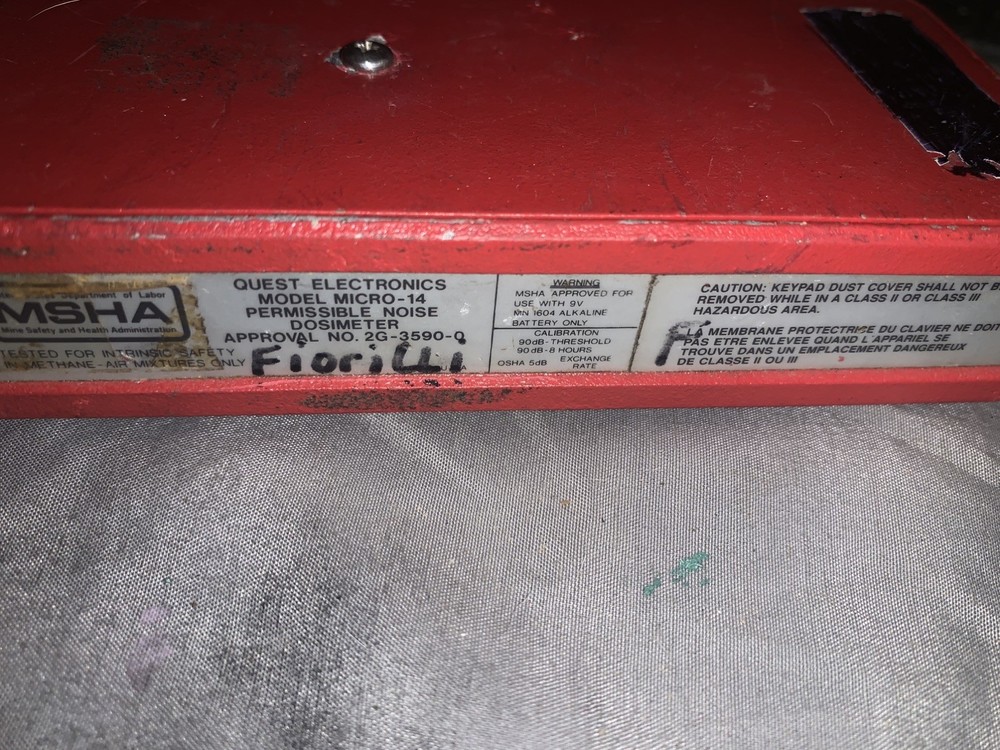 Department of Labor
MSHA
Mine Safety and Health Administration
TESTED FOR INTRINSIC SAFETY
IN METHANE-AIR MIXTURES ONLY
QUEST ELECTRONICS
MODEL MICRO-14
PERMISSIBLE NOISE
DOSIMETER
APPROVAL NO. 2G-3590-0
Fiorilli
WARNING
MSHA APPROVED FOR
USE WITH 9V
MN 1604 ALKALINE
BATTERY ONLY
CALIBRATION
90dB-THRESHOLD
90dB-8 HOURS
OSHA 5dB EXCHANGE
RATE
CAUTION: KEYPAD DUST COVER SHALL NOT B
REMOVED WHILE IN A CLASS II OR CLASS III
HAZARDOUS AREA.
F
LA MEMBRANE PROTECTRICE DU CLAVIER NE DOIT
PAS ETRE ENLEVEE QUAND L'APPAREIL SE
TROUVE DANS UN EMPLACEMENT DANGEREUX
DE CLASSE II OU III